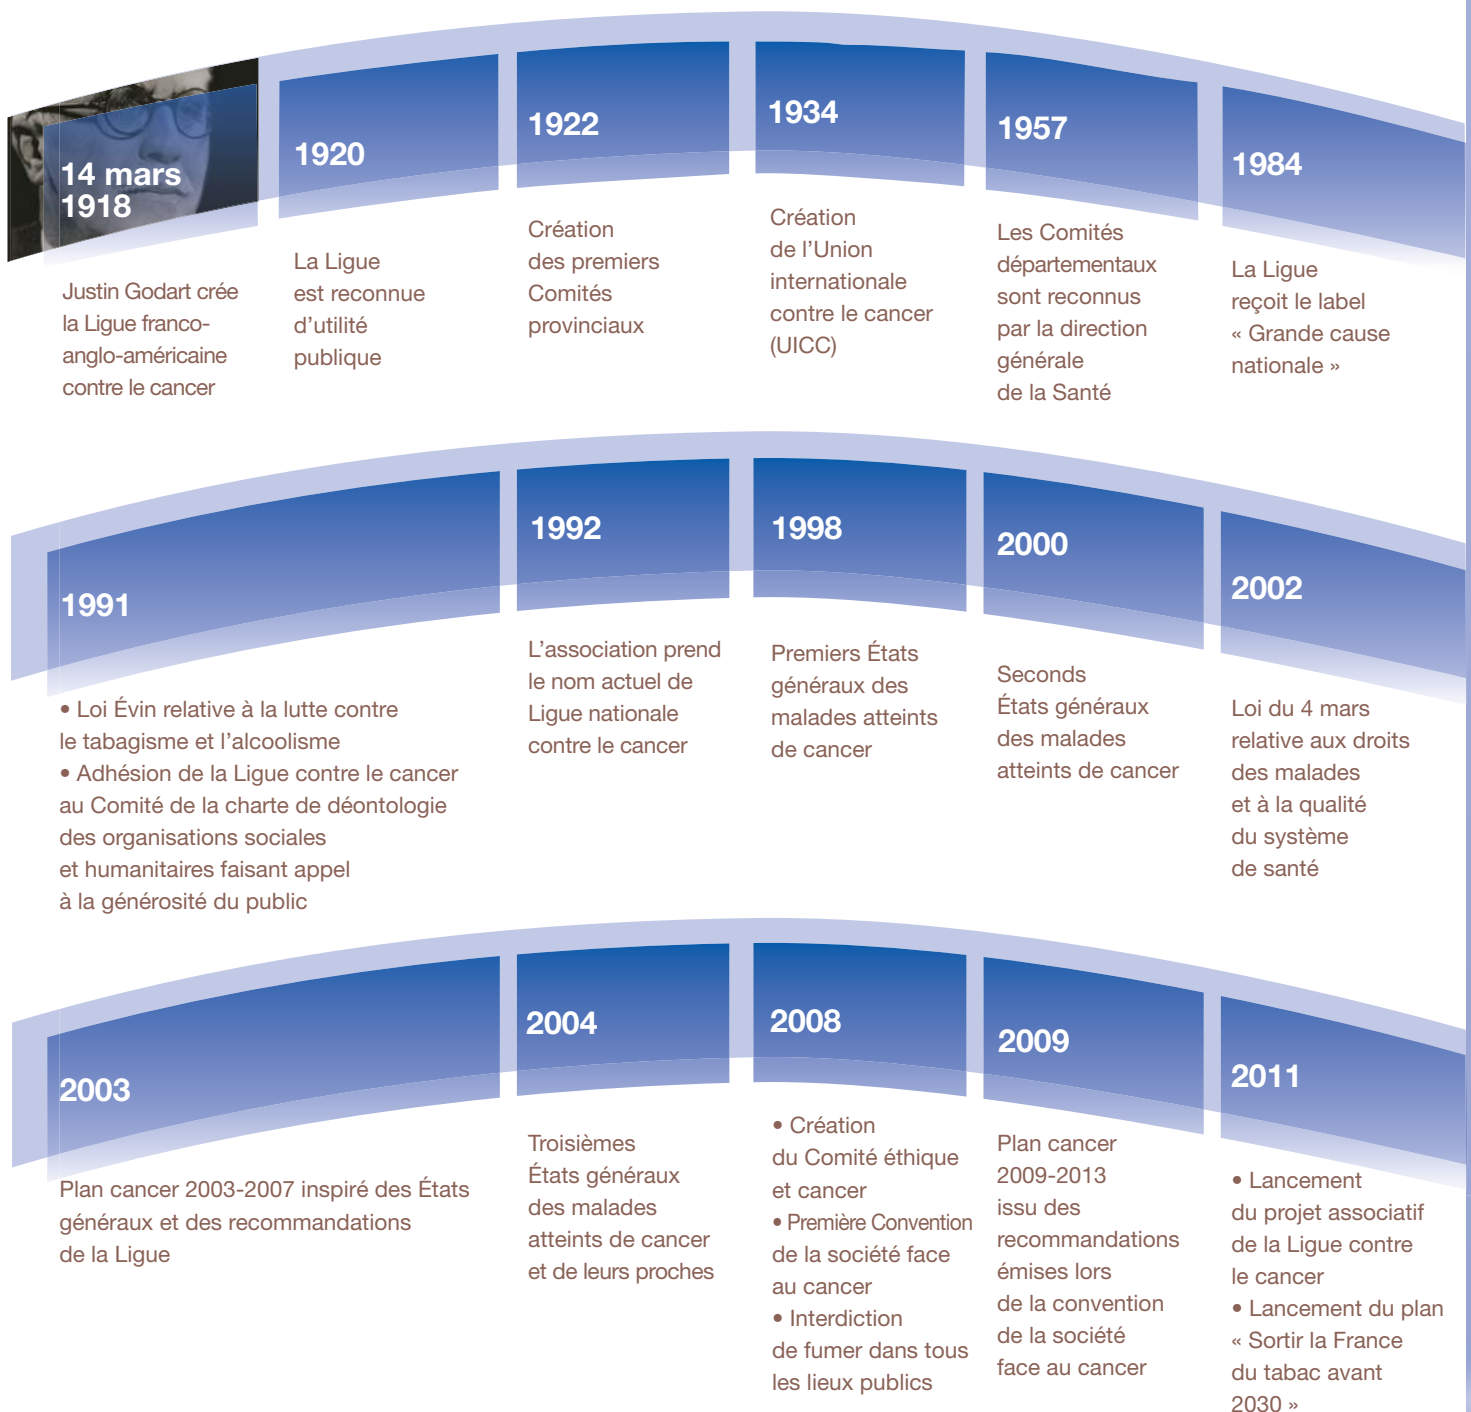 14 mars
1918
Justin Godart crée
la Ligue franco-
anglo-américaine
contre le cancer
1920
La Ligue
est reconnue
d’utilité
publique
1922
Création
des premiers
Comités
provinciaux
1934
Création
de l’Union
internationale
contre le cancer
(UICC)
1957
Les Comités
départementaux
sont reconnus
par la direction
générale
de la Santé
1984
La Ligue
reçoit le label
« Grande cause
nationale »
1991
• Loi Évin relative à la lutte contre
le tabagisme et l’alcoolisme
• Adhésion de la Ligue contre le cancer
au Comité de la charte de déontologie
des organisations sociales
et humanitaires faisant appel
à la générosité du public
1992
L’association prend
le nom actuel de
Ligue nationale
contre le cancer
1998
Premiers États
généraux des
malades atteints
de cancer
2000
Seconds
États généraux
des malades
atteints de cancer
2002
Loi du 4 mars
relative aux droits
des malades
et à la qualité
du système
de santé
2003
Plan cancer 2003-2007 inspiré des États
généraux et des recommandations
de la Ligue
2004
Troisièmes
États généraux
des malades
atteints de cancer
et de leurs proches
2008
• Création
du Comité éthique
et cancer
• Première Convention
de la société face
au cancer
• Interdiction
de fumer dans tous
les lieux publics
2009
Plan cancer
2009-2013
issu des
recommandations
émises lors
de la convention
de la société
face au cancer
2011
• Lancement
du projet associatif
de la Ligue contre
le cancer
• Lancement du plan
« Sortir la France
du tabac avant
2030 »